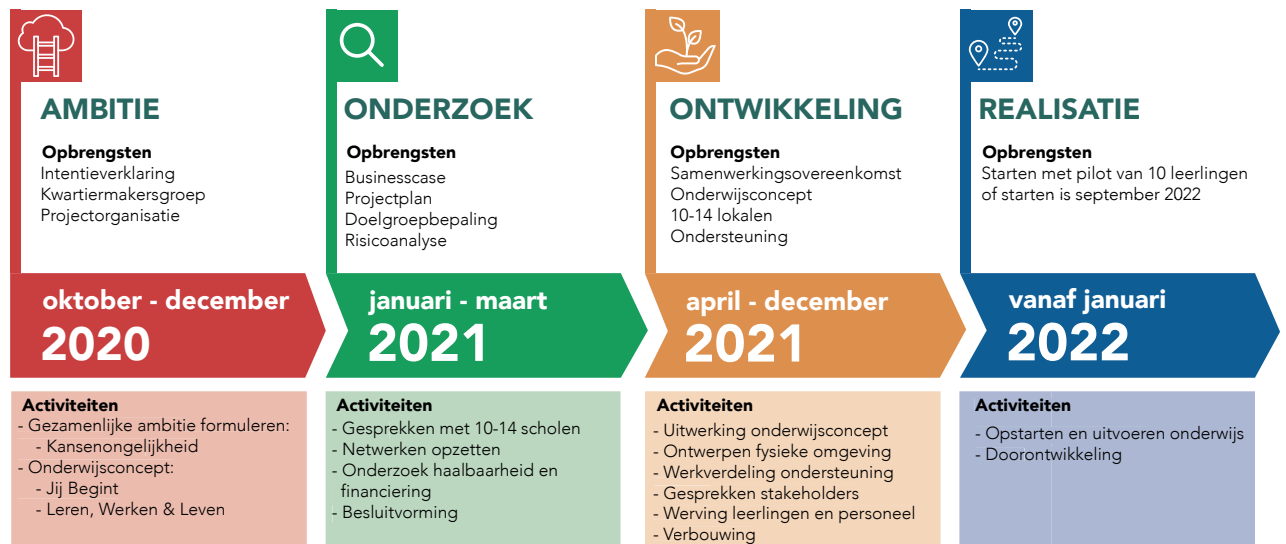 AMBITIE
Opbrengsten
Intentieverklaring
Kwartiermakersgroep
Projectorganisatie
oktober - december
2020
Activiteiten
- Gezamenlijke ambitie formuleren:
- Kansenongelijkheid
- Onderwijsconcept:
- Jij Begint
- Leren, Werken & Leven
ONDERZOEK
Opbrengsten
Businesscase
Projectplan
Doelgroepbepaling
Risicoanalyse
januari - maart
2021
Activiteiten
- Gesprekken met 10-14 scholen
- Netwerken opzetten
- Onderzoek haalbaarheid en
financiering
- Besluitvorming
ONTWIKKELING
Opbrengsten
Samenwerkingsovereenkomst
Onderwijsconcept
10-14 lokalen
Ondersteuning
april - december
2021
Activiteiten
- Uitwerking onderwijsconcept
- Ontwerpen fysieke omgeving
- Werkverdeling ondersteuning
- Gesprekken stakeholders
- Werving leerlingen en personeel
- Verbouwing
REALISATIE
Opbrengsten
Starten met pilot van 10 leerlingen
of starten is september 2022
vanaf januari
2022
Activiteiten
- Opstarten en uitvoeren onderwijs
- Doorontwikkeling